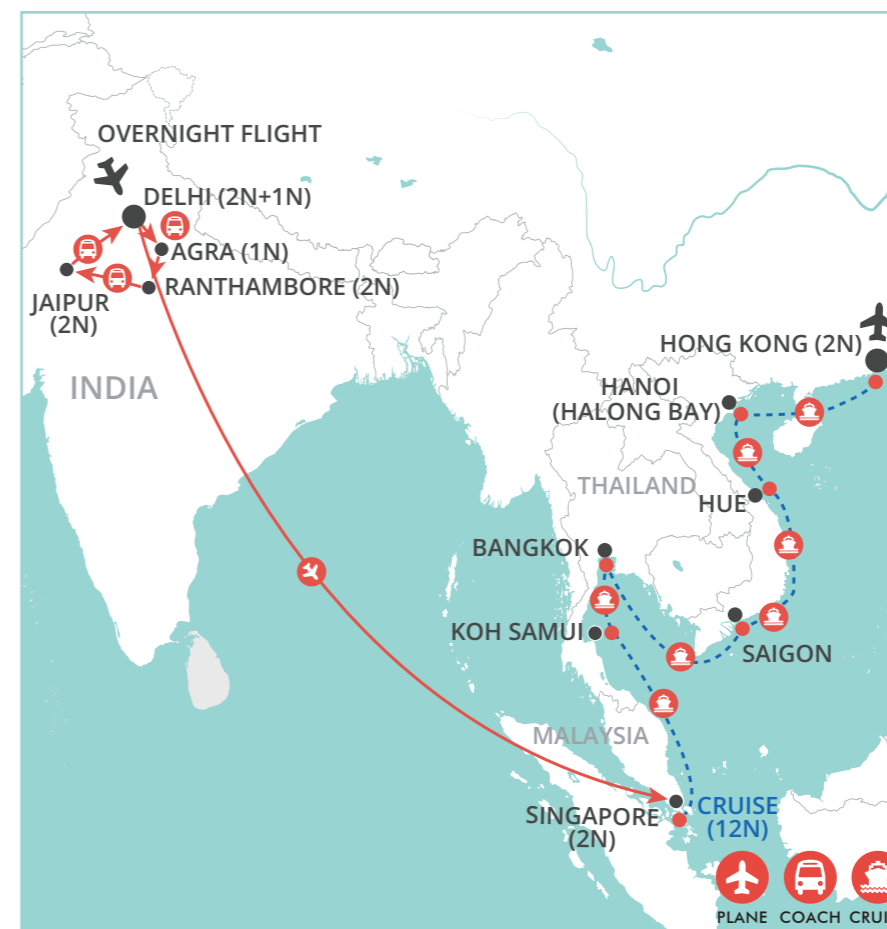 OVERNIGHT FLIGHT
DELHI (2N+1N)
AGRA (1N)
RANTHAMBORE (2N)
JAIPUR
(2N)
INDIA
HONG KONG (2N)
HANOI
(HALONG BAY)
THAILAND
HUE
BANGKOK
KOH SAMUI
SAIGON
MALAYSIA
SINGAPORE
(2N)
CRUISE
(12N)
PLANE COACH CRUI